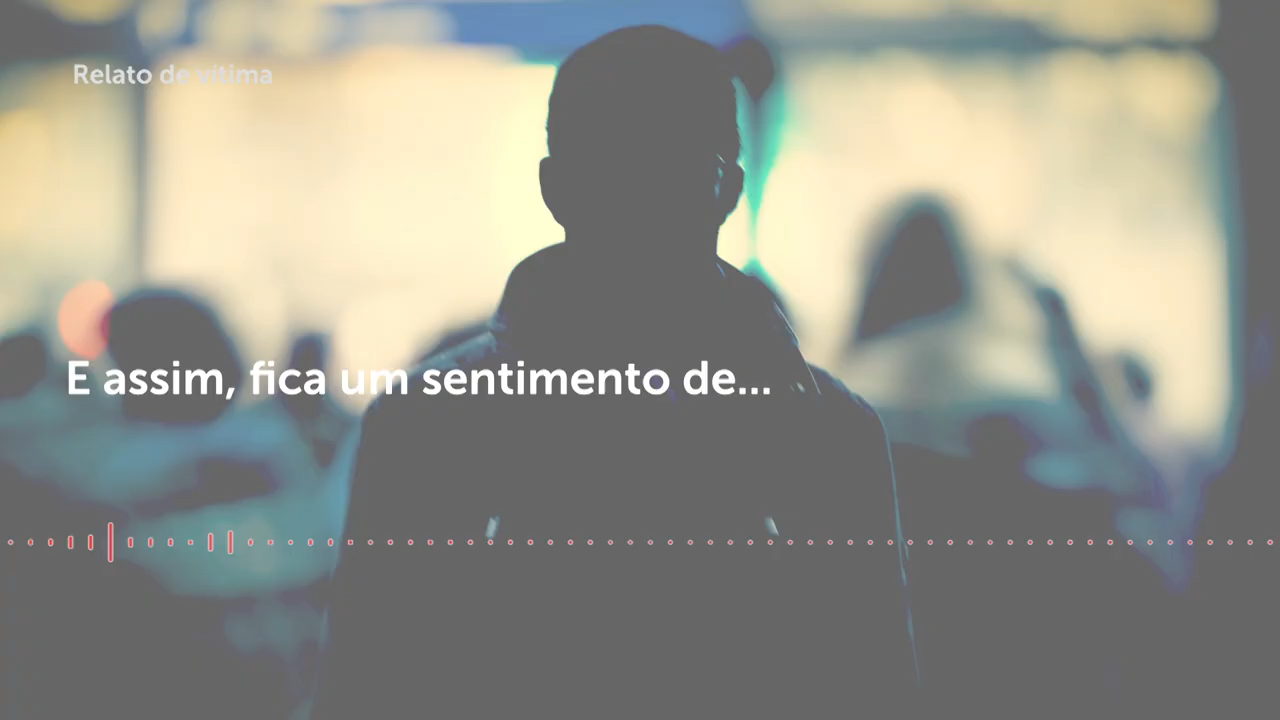 Relato de vítima
E assim, fica um sentimento de...